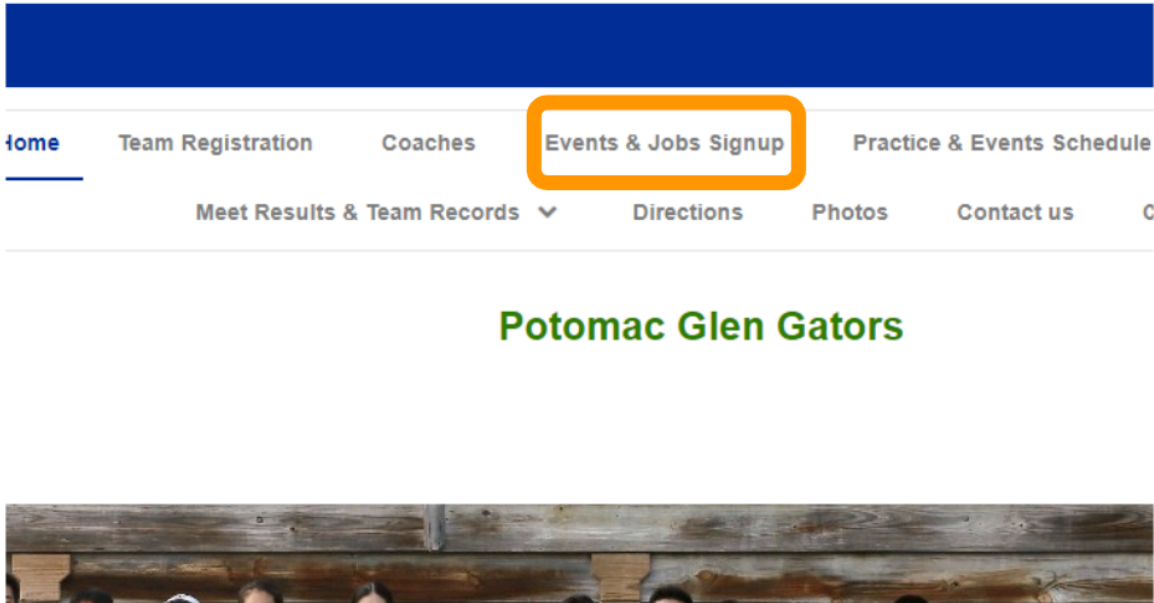 Home Team Registration Coaches Events & Jobs Signup Practice & Events Schedule
Meet Results & Team Records Directions Photos Contact us
Potomac Glen Gators